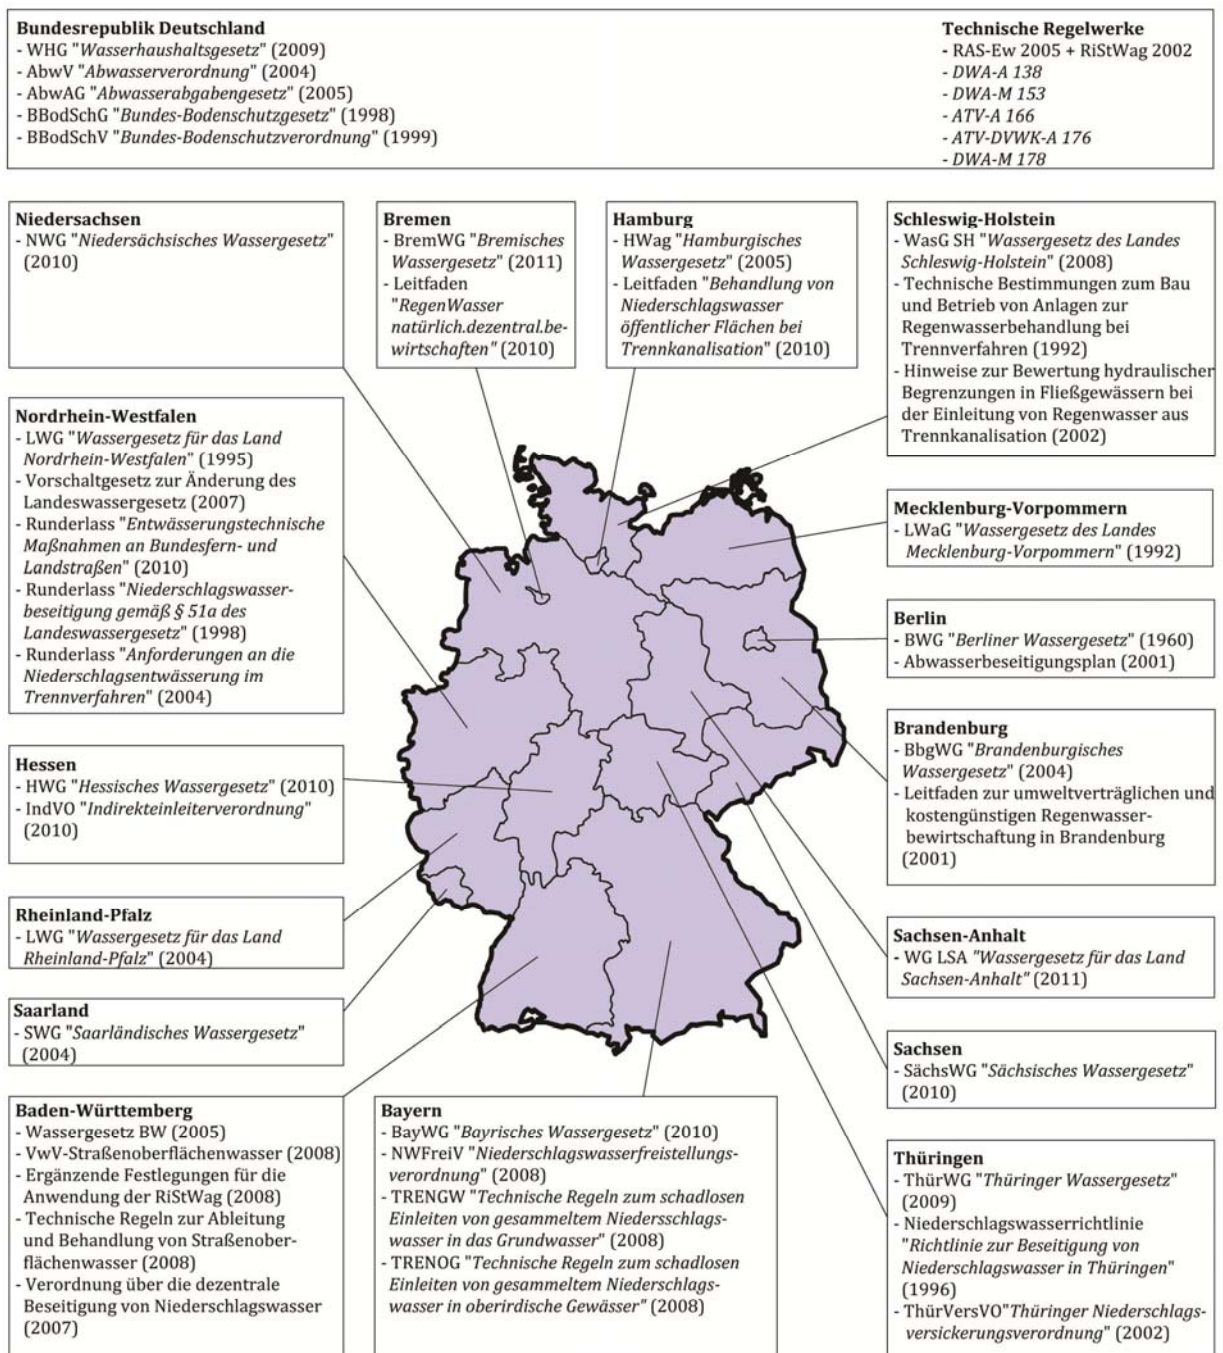 Bundesrepublik Deutschland
- WHG "Wasserhaushaltsgesetz" (2009)
- AbwV "Abwasserverordnung" (2004)
- AbwAG "Abwasserabgabengesetz" (2005)
- BBodSchG "Bundes-Bodenschutzgesetz" (1998)
- BBodSchV "Bundes-Bodenschutzverordnung" (1999)
Technische Regelwerke
- RAS-Ew 2005 + RiStWag 2002
- DWA-A 138
- DWA-M 153
- ATV-A 166
- ATV-DVWK-A 176
- DWA-M 178
Niedersachsen
- NWG "Niedersächsisches Wassergesetz"
(2010)
Bremen
- BremWG "Bremisches
Wassergesetz" (2011)
- Leitfaden
"RegenWasser
natürlich.dezentral.be-
wirtschaften" (2010)
Hamburg
- HWag "Hamburgisches
Wassergesetz" (2005)
- Leitfaden "Behandlung von
Niederschlagswasser
öffentlicher Flächen bei
Trennkanalisation" (2010)
Schleswig-Holstein
- WasG SH "Wassergesetz des Landes
Schleswig-Holstein" (2008)
- Technische Bestimmungen zum Bau
und Betrieb von Anlagen zur
Regenwasserbehandlung bei
Trennverfahren (1992)
- Hinweise zur Bewertung hydraulischer
Begrenzungen in Fließgewässern bei
der Einleitung von Regenwasser aus
Trennkanalisation (2002)
Nordrhein-Westfalen
- LWG "Wassergesetz für das Land
Nordrhein-Westfalen" (1995)
- Vorschaltgesetz zur Änderung des
Landeswassergesetz (2007)
- Runderlass "Entwässerungstechnische
Maßnahmen an Bundesfern- und
Landstraßen" (2010)
- Runderlass "Niederschlagswasser-
beseitigung gemäß § 51a des
Landeswassergesetz" (1998)
- Runderlass "Anforderungen an die
Niederschlagsentwässerung im
Trennverfahren" (2004)
Mecklenburg-Vorpommern
- LWaG "Wassergesetz des Landes
Mecklenburg-Vorpommern" (1992)
Berlin
- BWG "Berliner Wassergesetz" (1960)
- Abwasserbeseitigungsplan (2001)
Brandenburg
- BbgWG "Brandenburgisches
Wassergesetz" (2004)
- Leitfaden zur umweltverträglichen und
kostengünstigen Regenwasser-
bewirtschaftung in Brandenburg
(2001)
Hessen
- HWG "Hessisches Wassergesetz" (2010)
- IndVO "Indirekteinleiterverordnung"
(2010)
Rheinland-Pfalz
- LWG "Wassergesetz für das Land
Rheinland-Pfalz" (2004)
Sachsen-Anhalt
- WG LSA "Wassergesetz für das Land
Sachsen-Anhalt" (2011)
Saarland
- SWG "Saarländisches Wassergesetz"
(2004)
Sachsen
- SächsWG "Sächsisches Wassergesetz"
(2010)
Baden-Württemberg
- Wassergesetz BW (2005)
- VwV-Straßenoberflächenwasser (2008)
- Ergänzende Festlegungen für die
Anwendung der RiStWag (2008)
- Technische Regeln zur Ableitung
und Behandlung von Straßenober-
flächenwasser (2008)
- Verordnung über die dezentrale
Beseitigung von Niederschlagswasser
(2007)
Bayern
- BayWG "Bayrisches Wassergesetz" (2010)
- NWFreiV "Niederschlagswasserfreistellungs-
verordnung" (2008)
- TRENGW "Technische Regeln zum schadlosen
Einleiten von gesammeltem Niedersschlags-
wasser in das Grundwasser" (2008)
- TRENOG "Technische Regeln zum schadlosen
Einleiten von gesammeltem Niederschlags-
wasser in oberirdische Gewässer" (2008)
Thüringen
- ThürWG "Thüringer Wassergesetz"
(2009)
- Niederschlagswasserrichtlinie
"Richtlinie zur Beseitigung von
Niederschlagswasser in Thüringen"
(1996)
- ThürVersVO"Thüringer Niederschlags-
versickerungsverordnung" (2002)